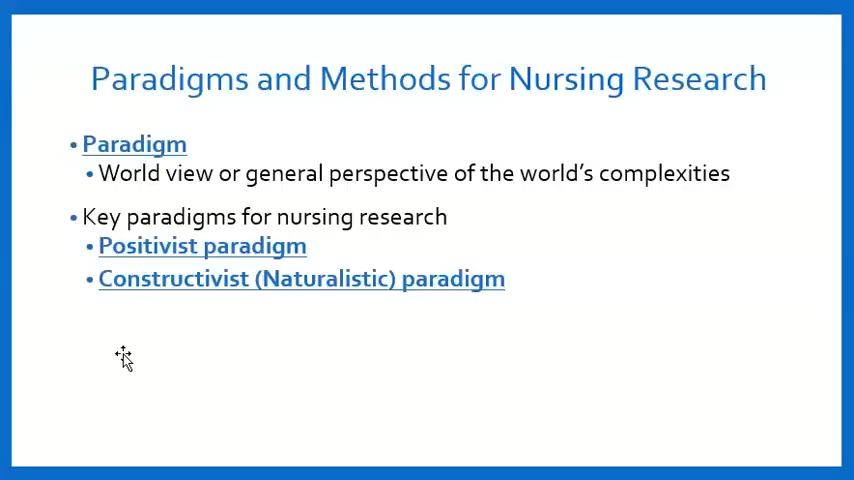 Paradigms and Methods for Nursing Research
• Paradigm
• World view or general perspective of the world's complexities
• Key paradigms for nursing research
• Positivist paradigm
• Constructivist (Naturalistic) paradigm